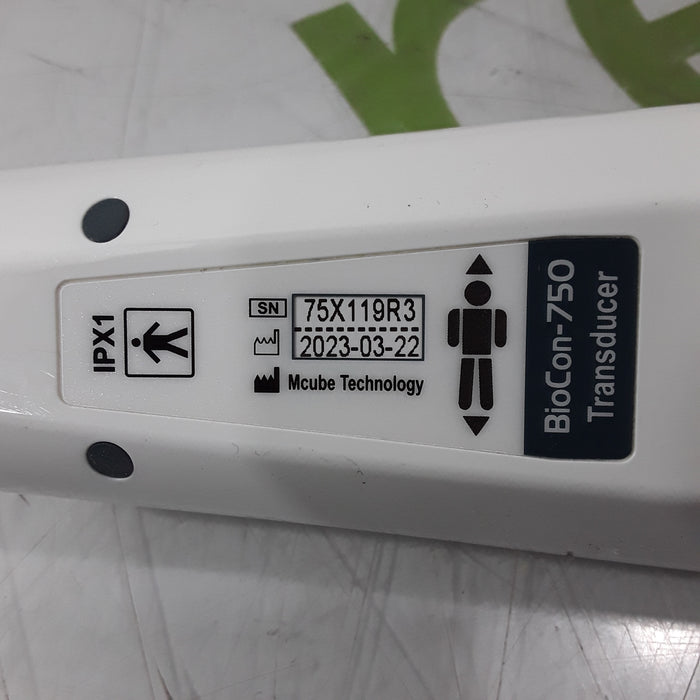 BioCon-750
Transducer
SN 75X119R3
2023-03-22
Mcube Technology
IPX1